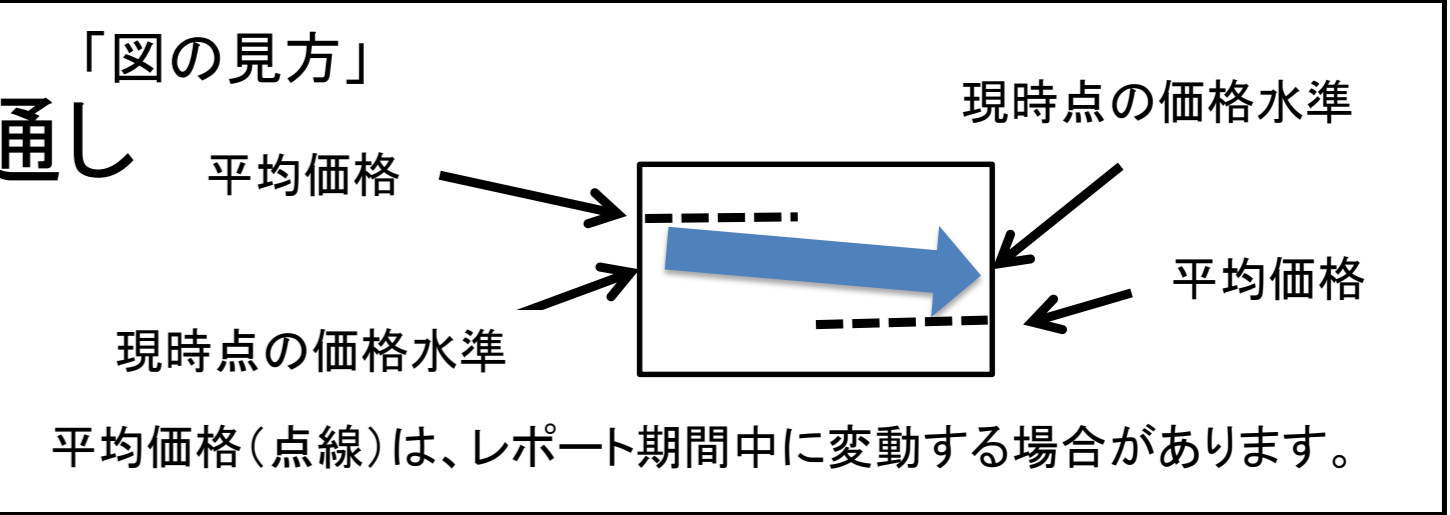 「図の見方」
通し
現時点の価格水準
平均価格
平均価格
現時点の価格水準
平均価格(点線)は、レポート期間中に変動する場合があります。